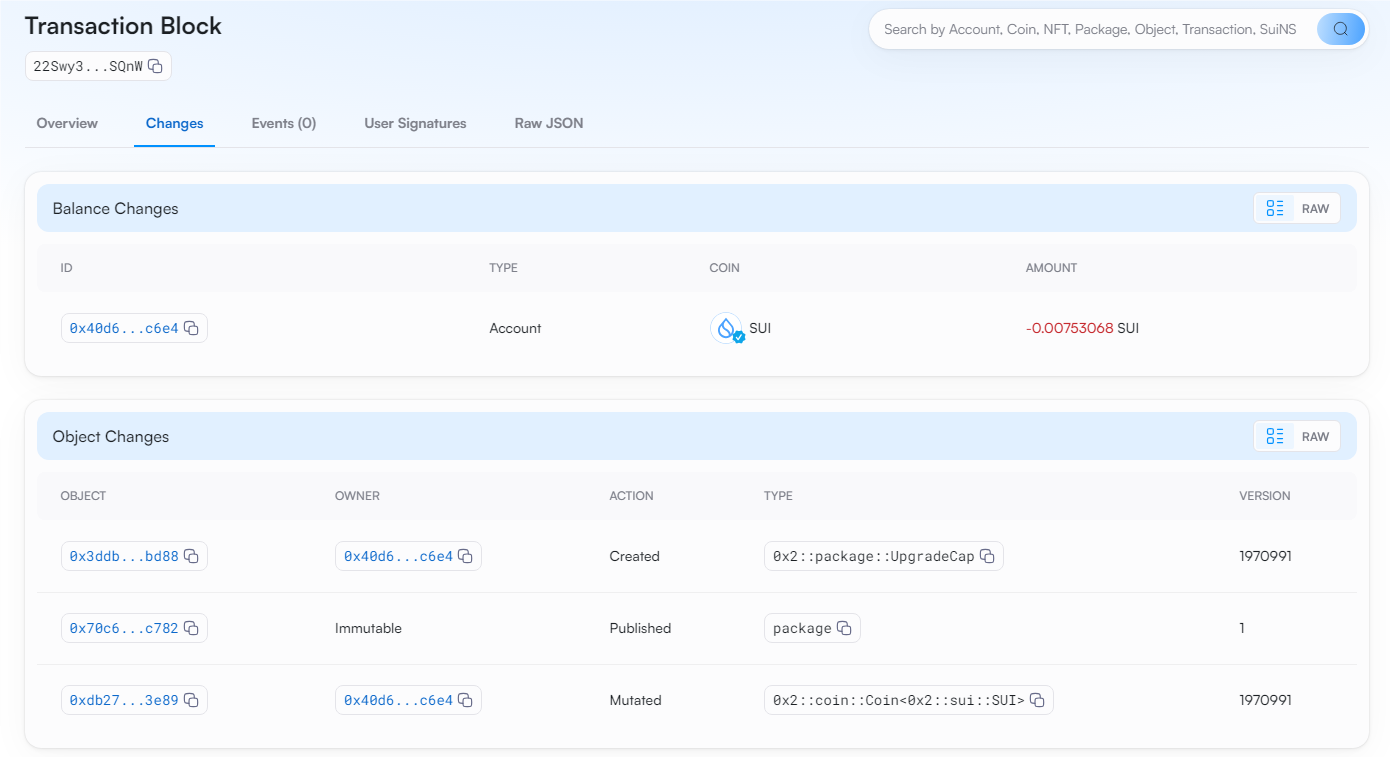 Transaction Block
Search by Account, Coin, NFT, Package, Object, Transaction, SuiNS
22Swy3...SQnW
Overview Changes Events (0) User Signatures Raw JSON
Balance Changes RAW
ID TYPE COIN AMOUNT
0x40d6...c6e4 Account SUI -0.00753068 SUI
Object Changes RAW
OBJECT OWNER ACTION TYPE VERSION
0x3ddb...bd88 0x40d6...c6e4 Created 0x2::package::UpgradeCap 1970991
0x70c6...c782 Immutable Published package 1
0xdb27...3e89 0x40d6...c6e4 Mutated 0x2::coin::Coin<0x2::sui::SUI> 1970991